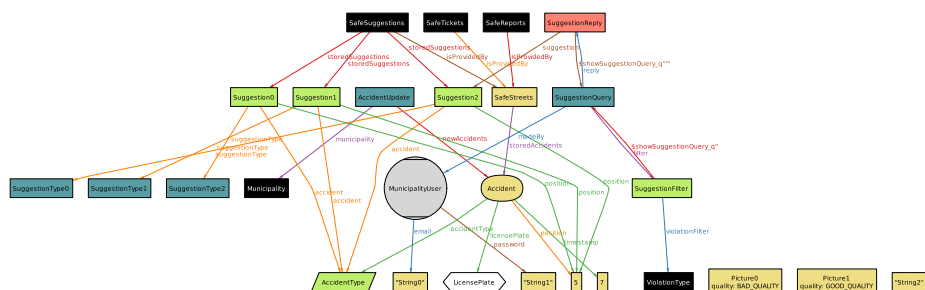 SafeSuggestions
SafeTickets
SafeReports
SuggestionReply
storedSuggestions
storedSuggestions
storedSuggestions
isProvidedBy
isProvidedBy
isProvidedBy
suggestion
$showSuggestionQuery_q"""
reply
Suggestion0
Suggestion1
AccidentUpdate
Suggestion2
SafeStreets
SuggestionQuery
suggestionType
suggestionType
suggestionType
municipality
accident
newAccidents
madeBy
storedAccidents
$showSuggestionQuery_q"
filter
SuggestionType0
SuggestionType1
SuggestionType2
Municipality
MunicipalityUser
Accident
SuggestionFilter
accident
accident
position
position
position
email
accidentType
licensePlate
password
position
timestamp
violationFilter
AccidentType
"String0"
LicensePlate
"String1"
5
7
ViolationType
Picture0
quality: BAD_QUALITY
Picture1
quality: GOOD_QUALITY
"String2"